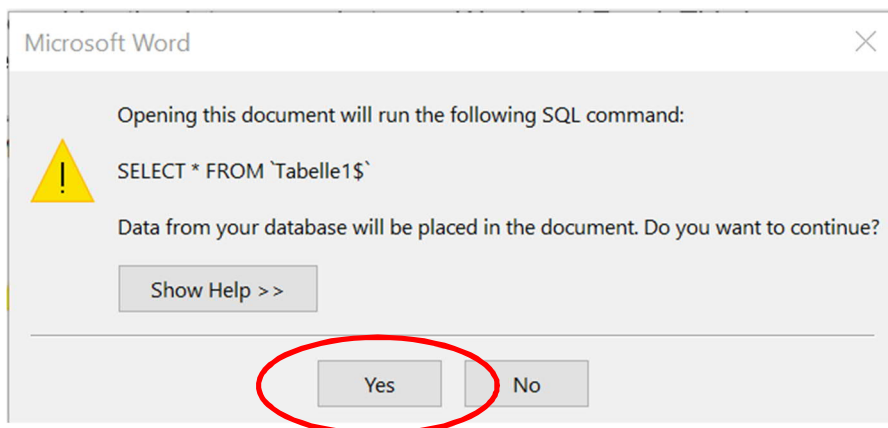 Microsoft Word
Opening this document will run the following SQL command:
SELECT * FROM `Tabelle1$`
Data from your database will be placed in the document. Do you want to continue?
Show Help >>
Yes No